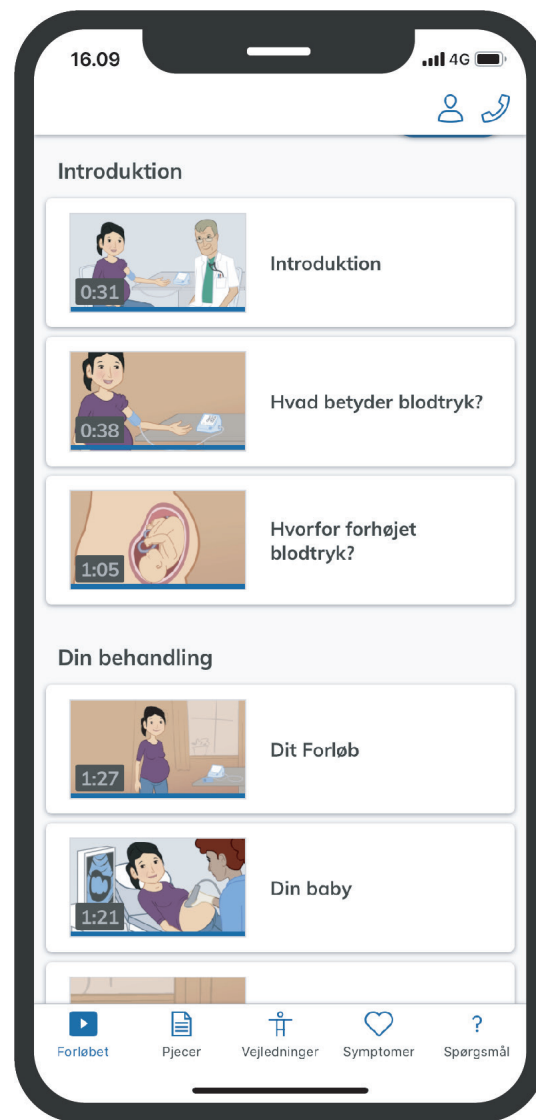 16.09
4G
Introduktion
0:31
Introduktion
0:38
Hvad betyder blodtryk?
1:05
Hvorfor forhøjet
blodtryk?
Din behandling
1:27
Dit Forløb
1:21
Din baby
Forløbet
Pjecer
Vejledninger
Symptomer
?
Spørgsmål